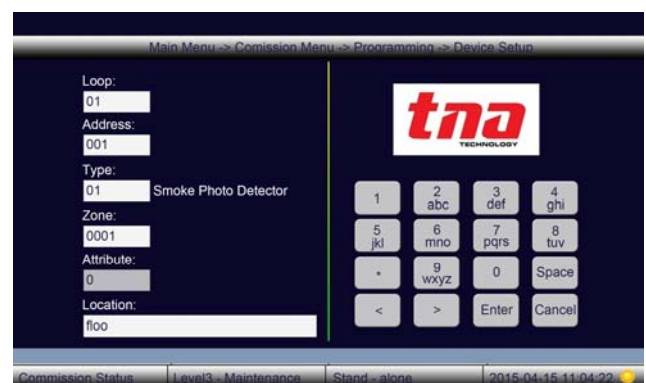 Main Menu -> Comission Menu -> Programming -> Device Setup
Loop:
01
Address:
001
Type:
01 Smoke Photo Detector
Zone:
0001
Attribute:
0
Location:
floo
tna
TECHNOLOGY
1 2 3 4
abc def ghi
5 6 7 8
jkl mno pqrs tuv
* 9 0 Space
wxyz
< > Enter Cancel
Commission Status Level3 - Maintenance Stand - alone 2015-04-15 11:04:22